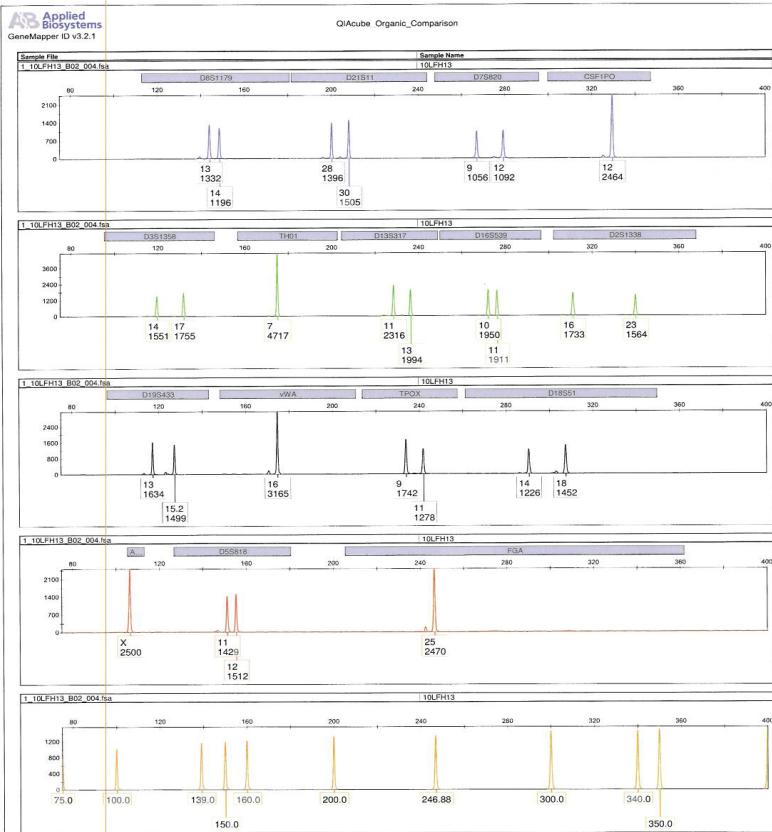 AB Applied Biosystems
QIAcube Organic_Comparison
GeneMapper ID v3.2.1
Sample File Sample Name
1_10LFH13_B02_004.fsa 10LFH13
D8S1179 D21S11 D7S820 CSF1PO
80 120 160 200 240 280 320 360 400
2100
1400
700
0
13 28 9 12 12
1332 1396 1056 1092 2464
14 30
1196 1505
1_10LFH13_B02_004.fsa 10LFH13
D3S1358 TH01 D13S317 D16S539 D2S1338
80 120 160 200 240 280 320 360 400
3600
2400
1200
0
14 17 7 11 10 16 23
1551 1755 4717 2316 1950 1733 1564
13 11
1994 1911
1_10LFH13_B02_004.fsa 10LFH13
D19S433 vWA TPOX D18S51
80 120 160 200 240 280 320 360 400
2400
1600
800
0
13 16 9 14 18
1634 3165 1742 1226 1452
15.2 11
1499 1278
1_10LFH13_B02_004.fsa 10LFH13
A... D5S818 FGA
80 120 160 200 240 280 320 360 400
2100
1400
700
0
X 11 25
2500 1429 2470
12
1512
1_10LFH13_B02_004.fsa 10LFH13
80 120 160 200 240 280 320 360 400
1200
800
400
0
75.0 100.0 139.0 160.0 200.0 246.88 300.0 340.0 400.0
150.0 350.0